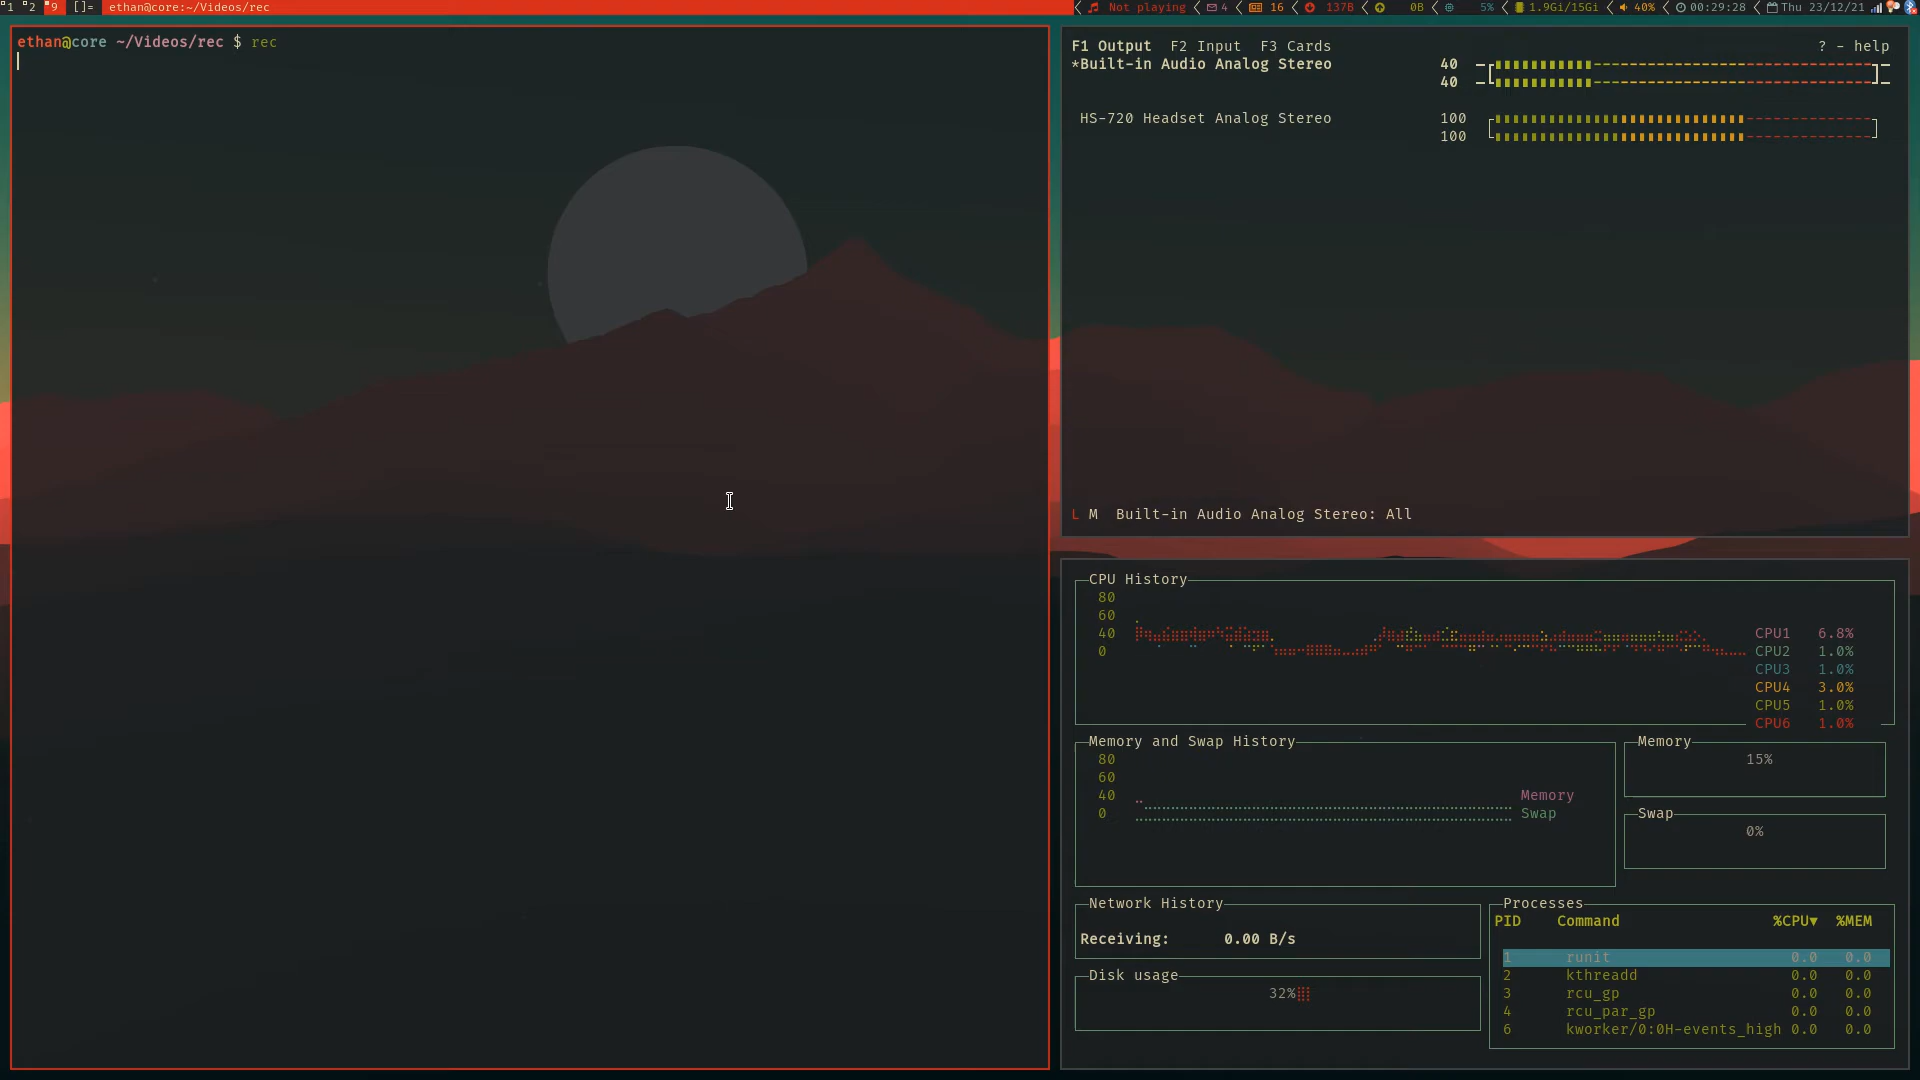 1 2 9 []= ethan@core:~/Videos/rec
Not playing 4 16 137B 0B 5% 1.9Gi/15Gi 40% 00:29:28 Thu 23/12/21
ethan@core ~/Videos/rec $ rec
F1 Output F2 Input F3 Cards ? - help
*Built-in Audio Analog Stereo 40
40
HS-720 Headset Analog Stereo 100
100
L M Built-in Audio Analog Stereo: All
CPU History
80
60
40 CPU1 6.8%
0 CPU2 1.0%
CPU3 1.0%
CPU4 3.0%
CPU5 1.0%
CPU6 1.0%
Memory and Swap History
80
60
40 Memory
0 Swap
Memory
15%
Swap
0%
Network History
Receiving: 0.00 B/s
Disk usage
32%
Processes
PID Command %CPU▼ %MEM
1 runit 0.0 0.0
2 kthreadd 0.0 0.0
3 rcu_gp 0.0 0.0
4 rcu_par_gp 0.0 0.0
6 kworker/0:0H-events_high 0.0 0.0